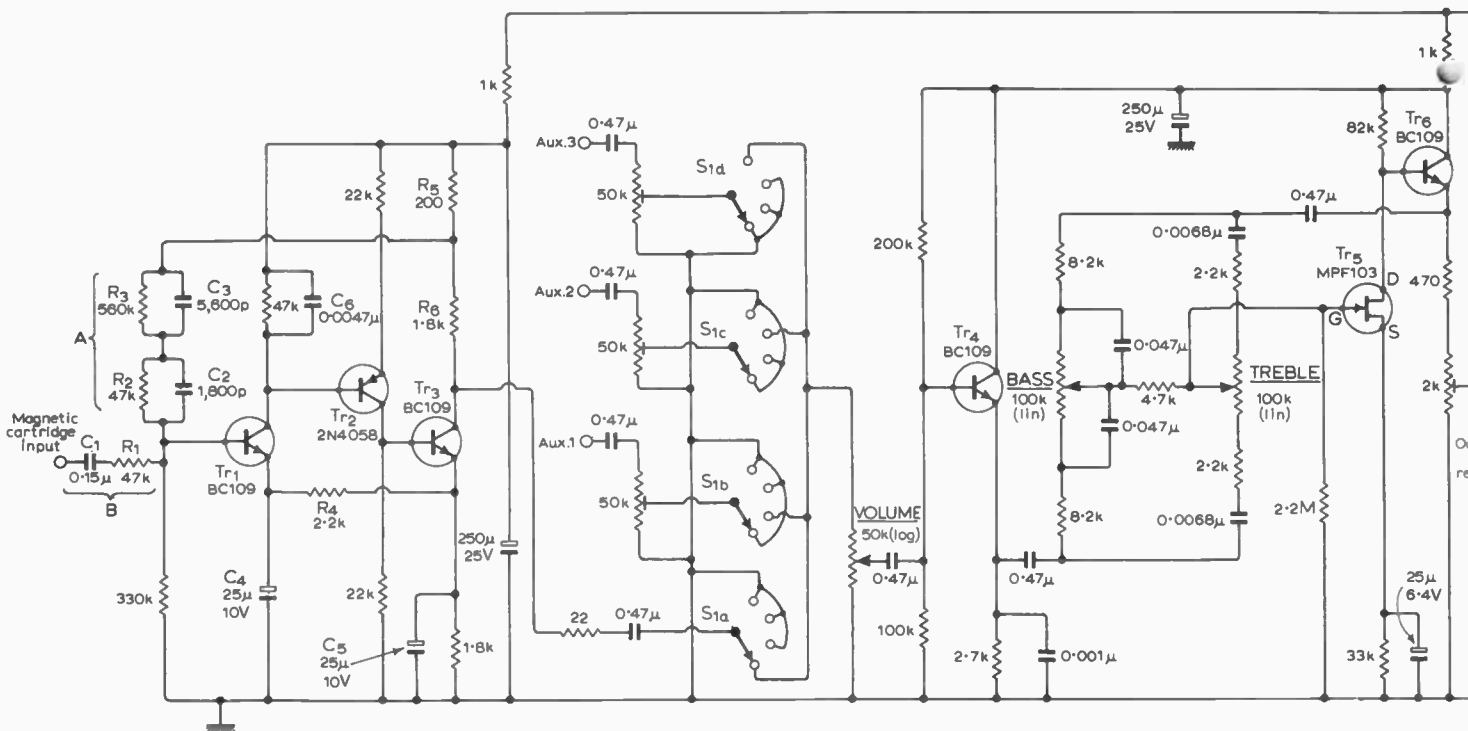 1k
1k
250μ
25V
Tr6
BC109
82k
0·47μ
Aux.3
50k
S1d
22k
R5
200
200k
0·47μ
0·0068μ
8·2k
2·2k
Tr5
MPF103
D
G
S
470
A
R3
560k
C3
5,600p
47k
C6
0·0047μ
R6
1·8k
0·47μ
Aux.2
50k
S1c
Tr4
BC109
0·047μ
BASS
100k
(lin)
4·7k
TREBLE
100k
(lin)
2k
0·047μ
R2
47k
C2
1,800p
Tr2
2N4058
Tr3
BC109
Magnetic
cartridge
input
C1
0·15μ
R1
47k
B
Tr1
BC109
R4
2·2k
0·47μ
Aux.1
50k
S1b
VOLUME
50k(log)
0·47μ
8·2k
2·2k
0·0068μ
2·2M
0·47μ
Ou
re
330k
C4
25μ
10V
22k
250μ
25V
C5
25μ
10V
1·8k
22
0·47μ
S1a
100k
2·7k
0·001μ
33k
25μ
6·4V